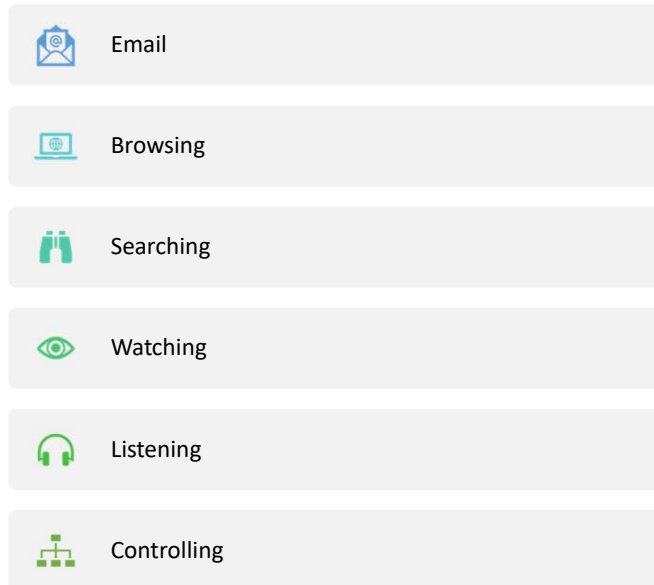 Email
Browsing
Searching
Watching
Listening
Controlling